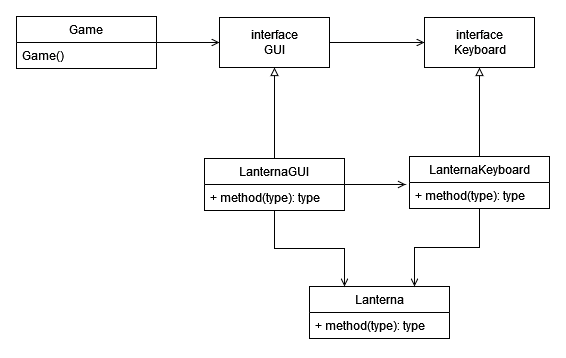 Game
Game()
interface
GUI
interface
Keyboard
LanternaGUI
+ method(type): type
LanternaKeyboard
+ method(type): type
Lanterna
+ method(type): type